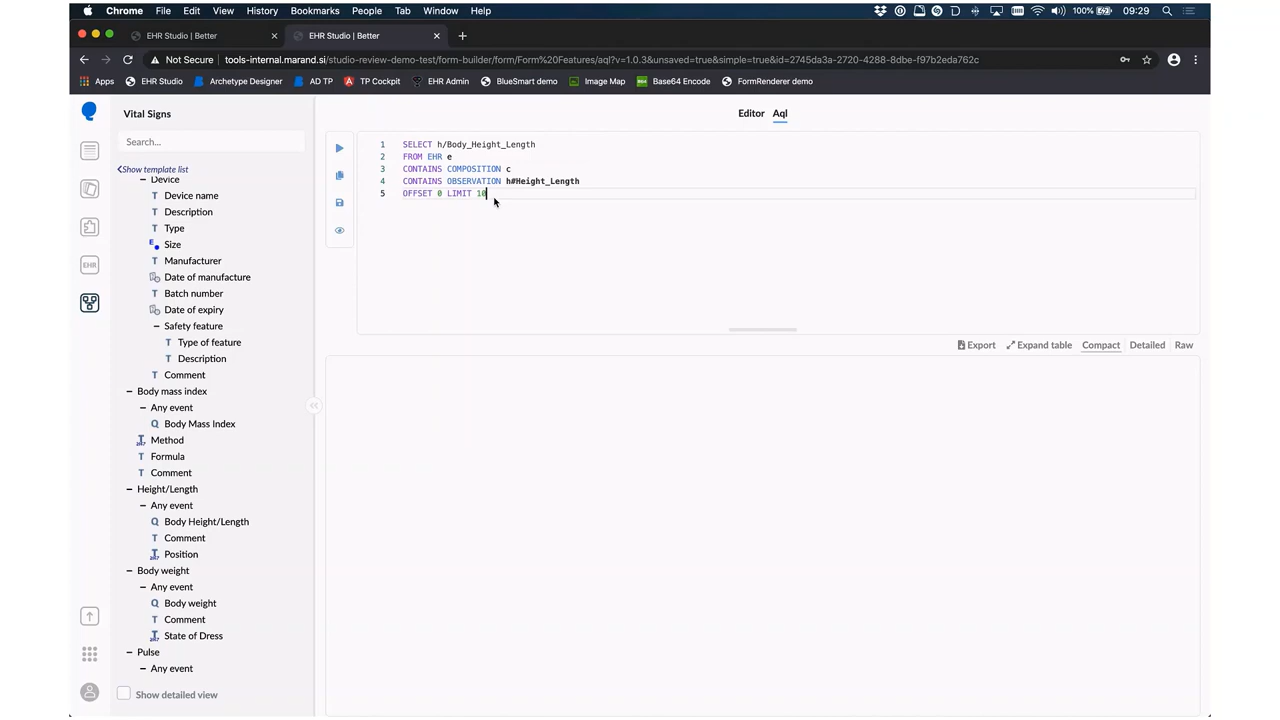 Chrome File Edit View History Bookmarks People Tab Window Help 100% 09:29
EHR Studio | Better
EHR Studio | Better
Not Secure tools-internal.marand.si/studio-review-demo-test/form-builder/form/Form%20Features/aql?v=1.0.3&unsaved=true&simple=true&id=2745da3a-2720-4288-8dbe-f97b2eda762c
Apps EHR Studio Archetype Designer AD TP TP Cockpit EHR Admin BlueSmart demo Image Map Base64 Encode FormRenderer demo
Vital Signs
Search...
Show template list
Device
Device name
Description
Type
Size
Manufacturer
Date of manufacture
Batch number
Date of expiry
Safety feature
Type of feature
Description
Comment
Body mass index
Any event
Body Mass Index
Method
Formula
Comment
Height/Length
Any event
Body Height/Length
Comment
Position
Body weight
Any event
Body weight
Comment
State of Dress
Pulse
Any event
Show detailed view
EHR
Editor Aql
1 SELECT h/Body_Height_Length
2 FROM EHR e
3 CONTAINS COMPOSITION c
4 CONTAINS OBSERVATION h#Height_Length
5 OFFSET 0 LIMIT 10
Export Expand table Compact Detailed Raw